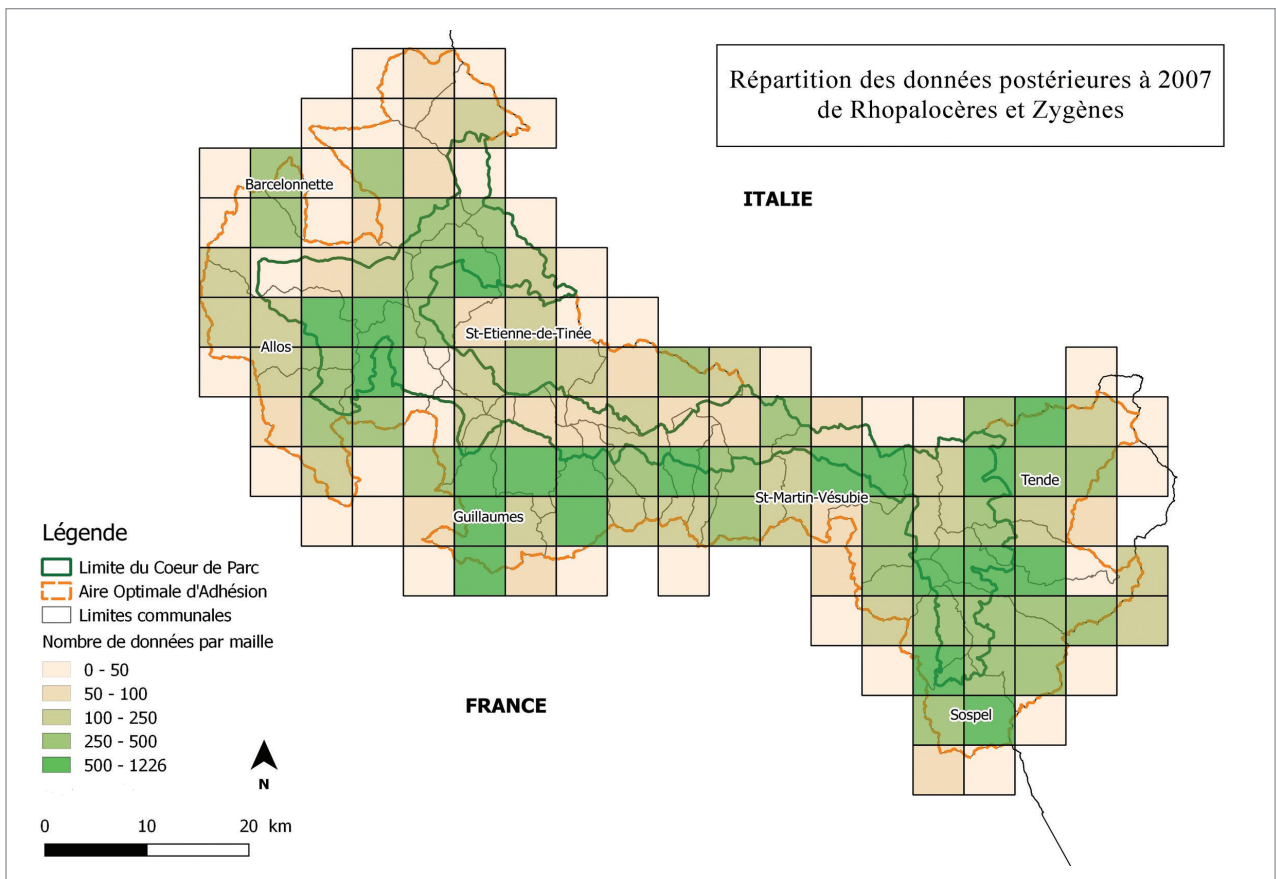 Répartition des données postérieures à 2007
de Rhopalocères et Zygènes
Barcelonnette
ITALIE
St-Etienne-de-Tinée
Allos
Tende
St-Martin-Vésubie
Guillaumes
Sospel
FRANCE
Légende
Limite du Coeur de Parc
Aire Optimale d'Adhésion
Limites communales
Nombre de données par maille
0 - 50
50 - 100
100 - 250
250 - 500
500 - 1226
N
0 10 20 km